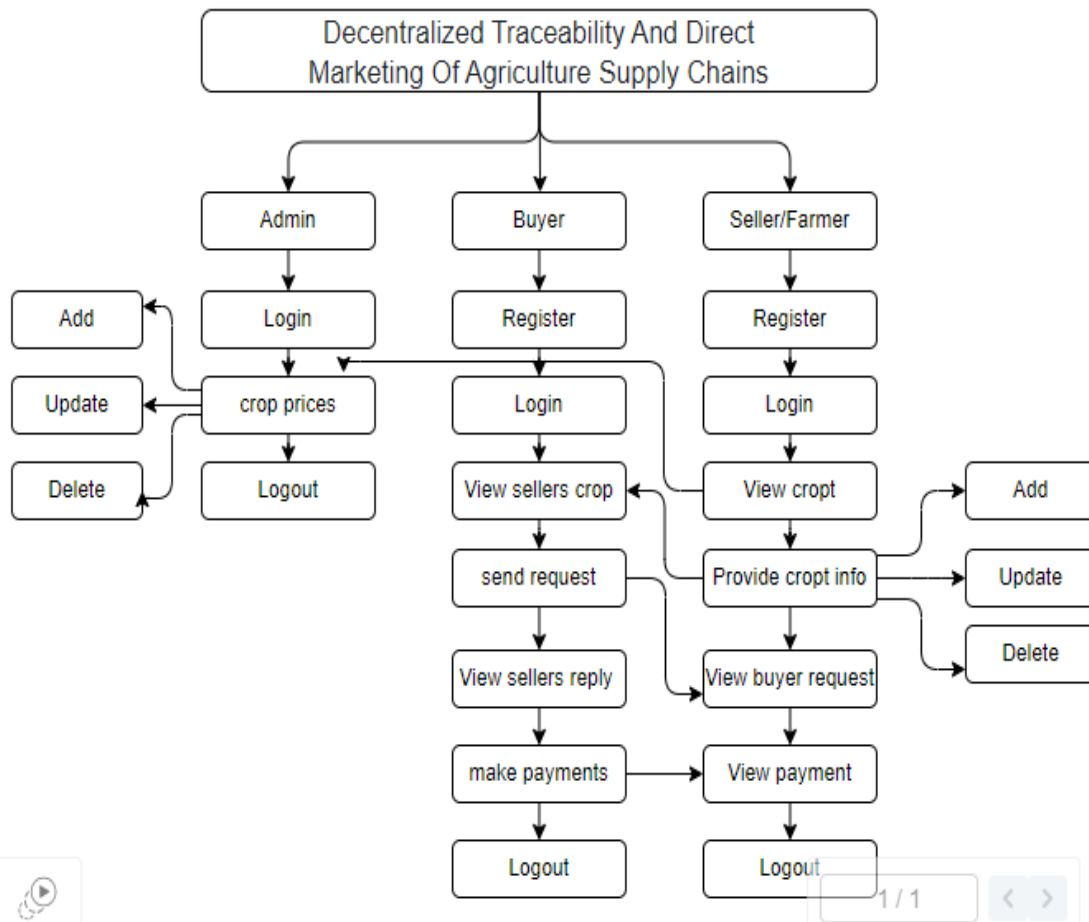 Decentralized Traceability And Direct
Marketing Of Agriculture Supply Chains
Admin
Buyer
Seller/Farmer
Add
Login
Register
Register
Update
crop prices
Login
Login
Delete
Logout
View sellers crop
View cropt
Add
send request
Provide cropt info
Update
View sellers reply
View buyer request
Delete
make payments
View payment
Logout
Logout
1 / 1